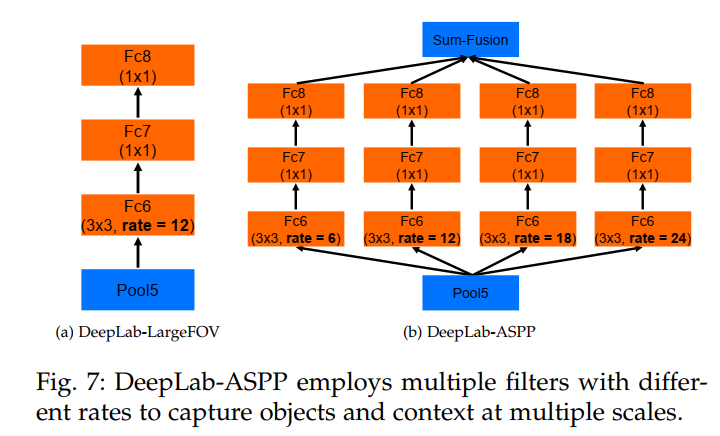 Fc8
(1x1)
Fc7
(1x1)
Fc6
(3x3, rate = 12)
Pool5
(a) DeepLab-LargeFOV
Sum-Fusion
Fc8 Fc8 Fc8 Fc8
(1x1) (1x1) (1x1) (1x1)
Fc7 Fc7 Fc7 Fc7
(1x1) (1x1) (1x1) (1x1)
Fc6 Fc6 Fc6 Fc6
(3x3, rate = 6) (3x3, rate = 12) (3x3, rate = 18) (3x3, rate = 24)
Pool5
(b) DeepLab-ASPP
Fig. 7: DeepLab-ASPP employs multiple filters with differ-
ent rates to capture objects and context at multiple scales.